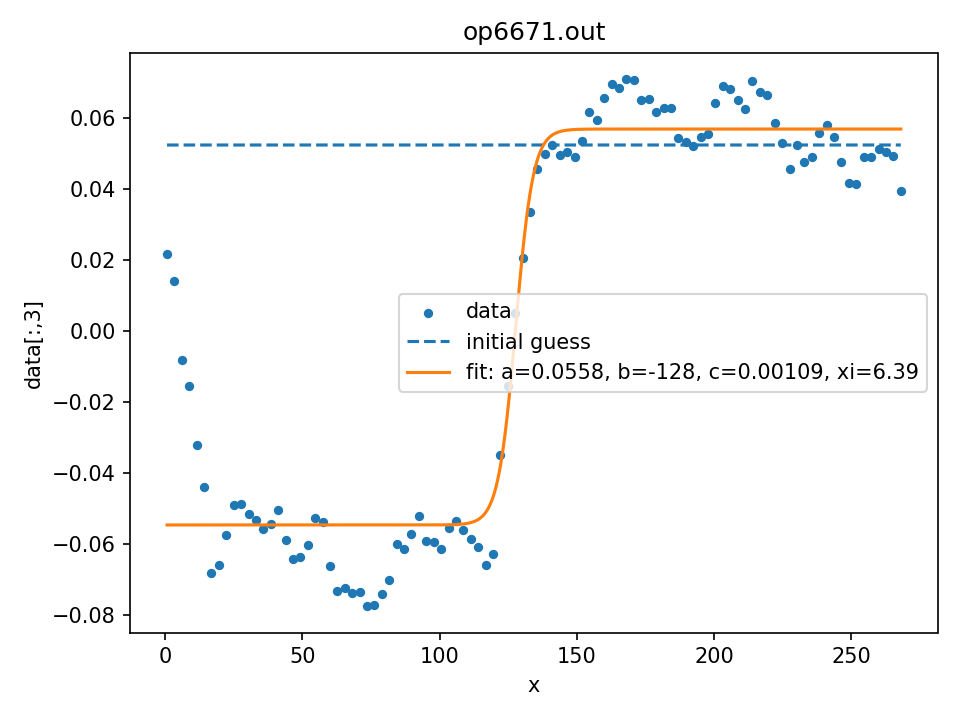 op6671.out
data[:,3]
0.06
0.04
0.02
0.00
−0.02
−0.04
−0.06
−0.08
data
initial guess
fit: a=0.0558, b=-128, c=0.00109, xi=6.39
0 50 100 150 200 250
x